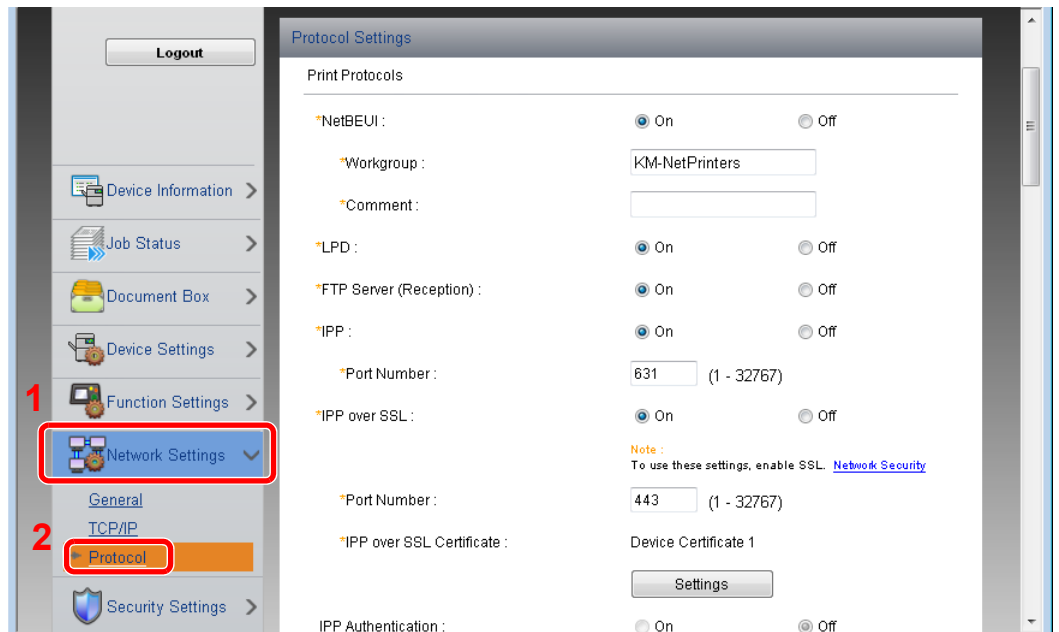 Logout
Device Information
Job Status
Document Box
Device Settings
1
Function Settings
Network Settings
General
TCP/IP
2
Protocol
Security Settings
Protocol Settings
Print Protocols
*NetBEUI : On Off
*Workgroup : KM-NetPrinters
*Comment :
*LPD : On Off
*FTP Server (Reception) : On Off
*IPP : On Off
*Port Number : 631 (1 - 32767)
*IPP over SSL : On Off
Note :
To use these settings, enable SSL. Network Security
*Port Number : 443 (1 - 32767)
*IPP over SSL Certificate : Device Certificate 1
Settings
IPP Authentication : On Off